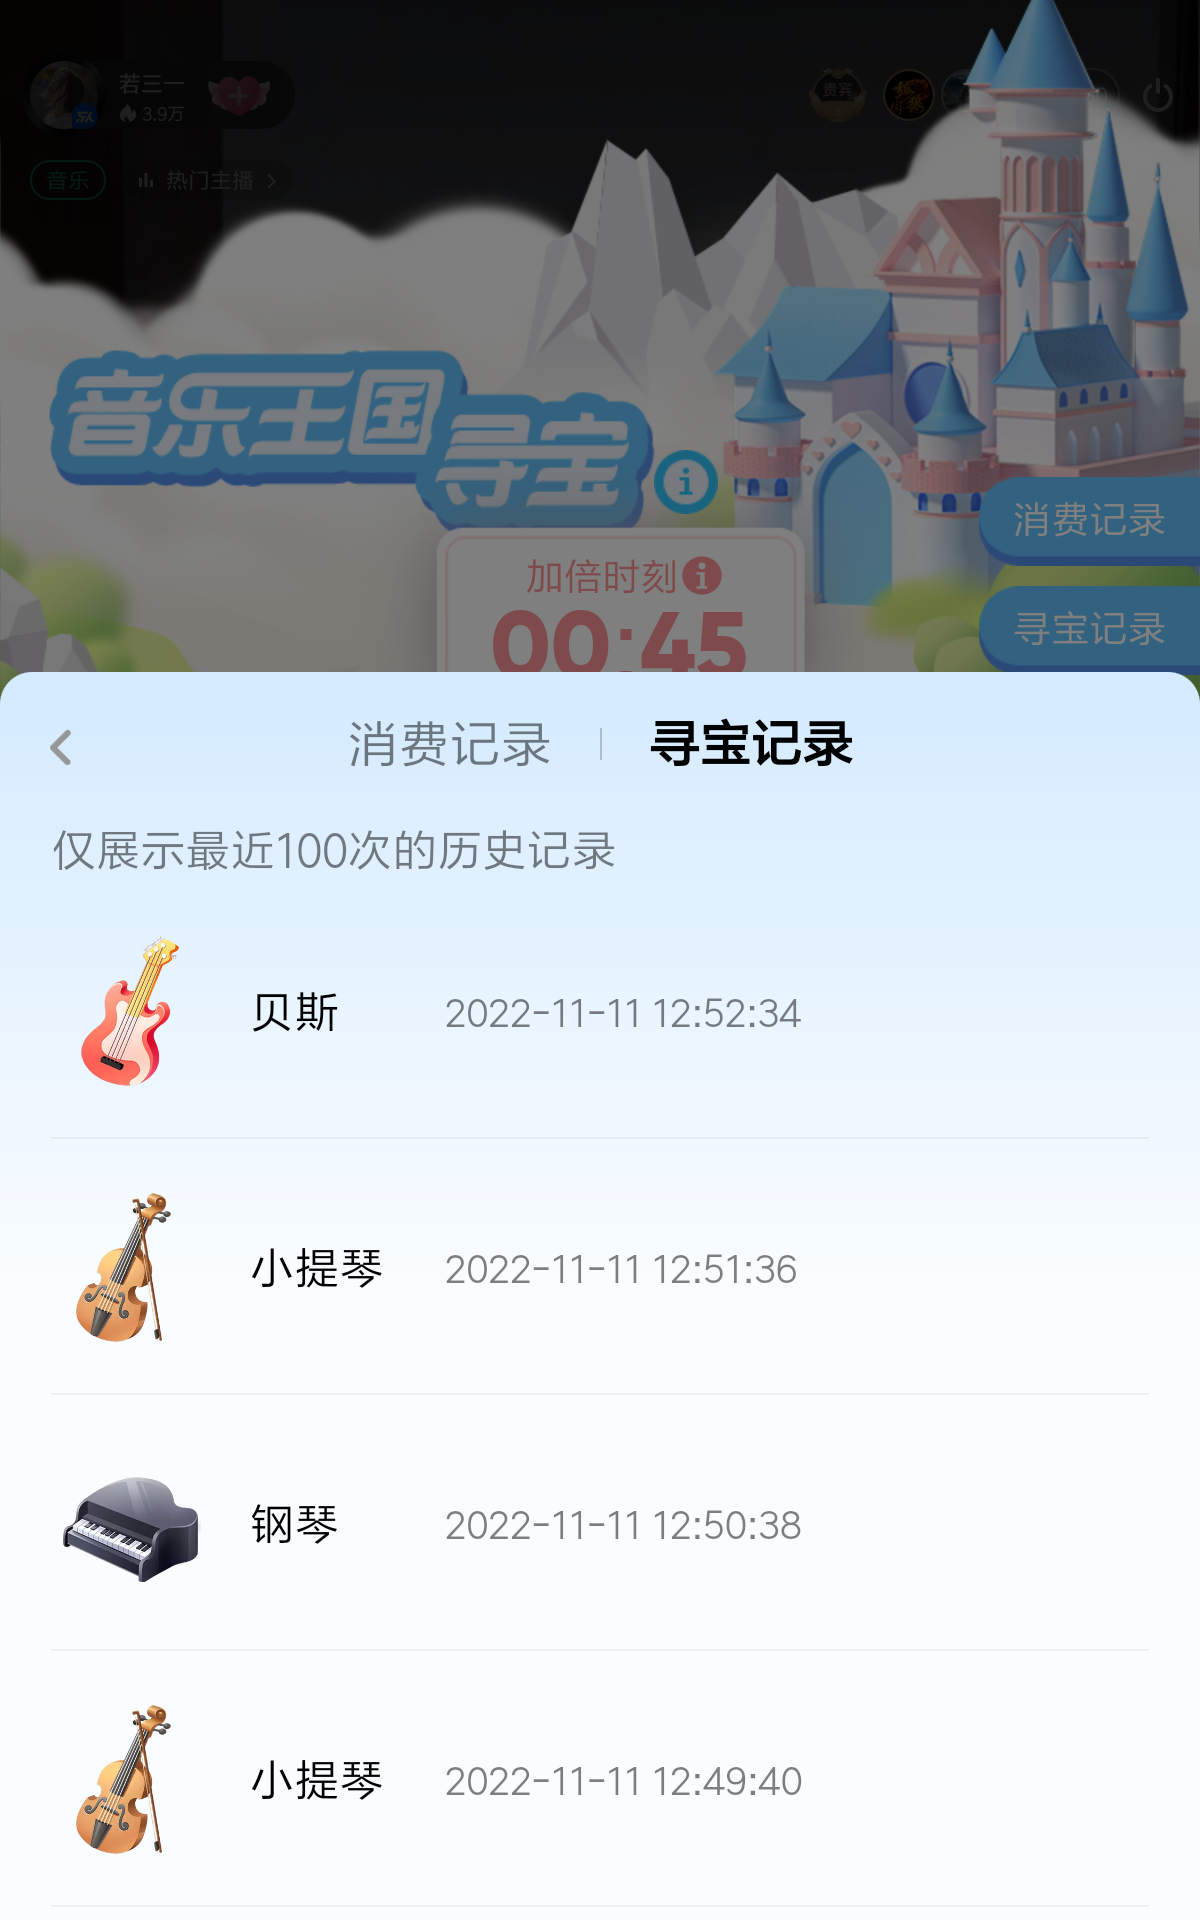 若三一
3.9万
贵宾
音乐
热门主播
音乐王国
寻宝
消费记录
加倍时刻
00:45
寻宝记录
消费记录
寻宝记录
仅展示最近100次的历史记录
贝斯 2022-11-11 12:52:34
小提琴 2022-11-11 12:51:36
钢琴 2022-11-11 12:50:38
小提琴 2022-11-11 12:49:40